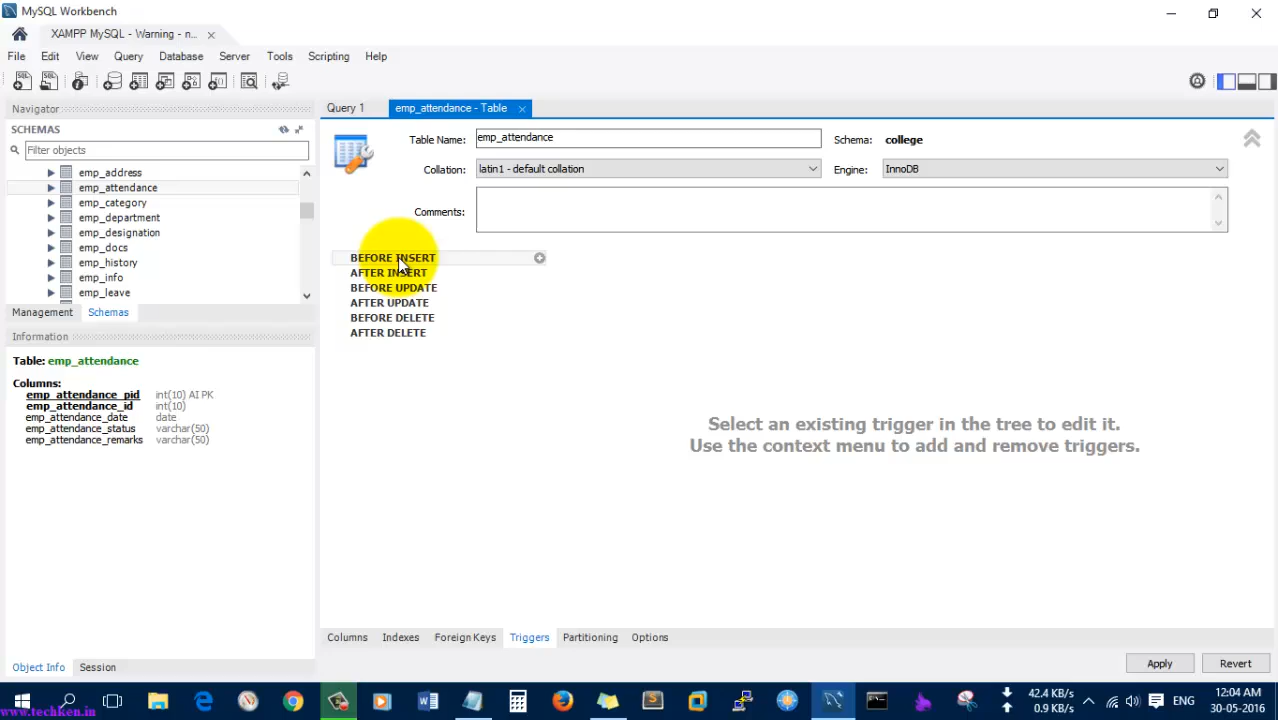 MySQL Workbench
XAMPP MySQL - Warning - n...
File Edit View Query Database Server Tools Scripting Help
Navigator
SCHEMAS
Filter objects
emp_address
emp_attendance
emp_category
emp_department
emp_designation
emp_docs
emp_history
emp_info
emp_leave
Management Schemas
Information
Table: emp_attendance
Columns:
emp_attendance_pid int(10) AI PK
emp_attendance_id int(10)
emp_attendance_date date
emp_attendance_status varchar(50)
emp_attendance_remarks varchar(50)
Object Info Session
Query 1 emp_attendance - Table
Table Name: emp_attendance Schema: college
Collation: latin1 - default collation Engine: InnoDB
Comments:
BEFORE INSERT
AFTER INSERT
BEFORE UPDATE
AFTER UPDATE
BEFORE DELETE
AFTER DELETE
Select an existing trigger in the tree to edit it.
Use the context menu to add and remove triggers.
Columns Indexes Foreign Keys Triggers Partitioning Options
Apply Revert
42.4 KB/s
0.9 KB/s
ENG
12:04 AM
30-05-2016
www.techken.in